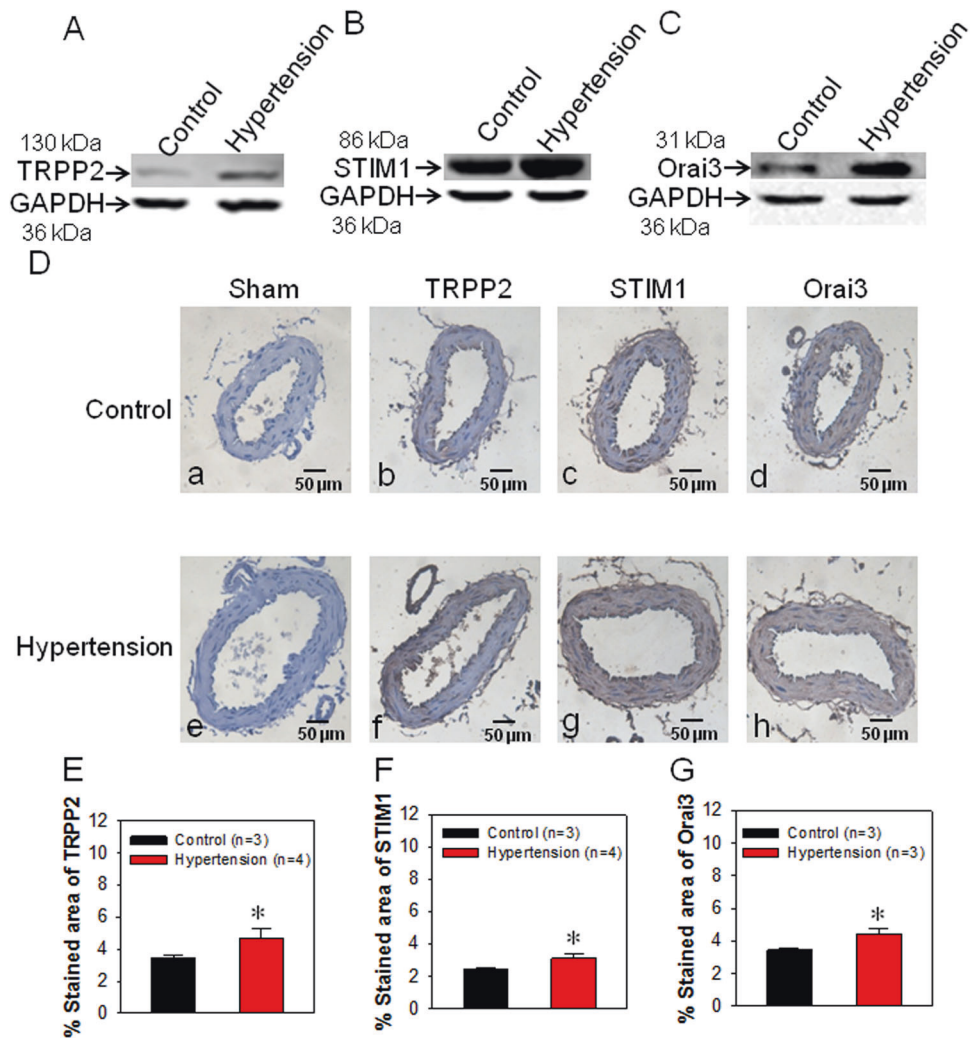 A
Control
Hypertension
130 kDa
TRPP2
GAPDH
36 kDa
B
Control
Hypertension
86 kDa
STIM1
GAPDH
36 kDa
C
Control
Hypertension
31 kDa
Orai3
GAPDH
36 kDa
D
Sham TRPP2 STIM1 Orai3
Control
a 50 µm
b 50 µm
c 50 µm
d 50 µm
Hypertension
e 50 µm
f 50 µm
g 50 µm
h 50 µm
E
% Stained area of TRPP2
12
10
8
6
4
2
0
Control (n=3)
Hypertension (n=4)
*
F
% Stained area of STIM1
12
10
8
6
4
2
0
Control (n=3)
Hypertension (n=4)
*
G
% Stained area of Orai3
12
10
8
6
4
2
0
Control (n=3)
Hypertension (n=3)
*